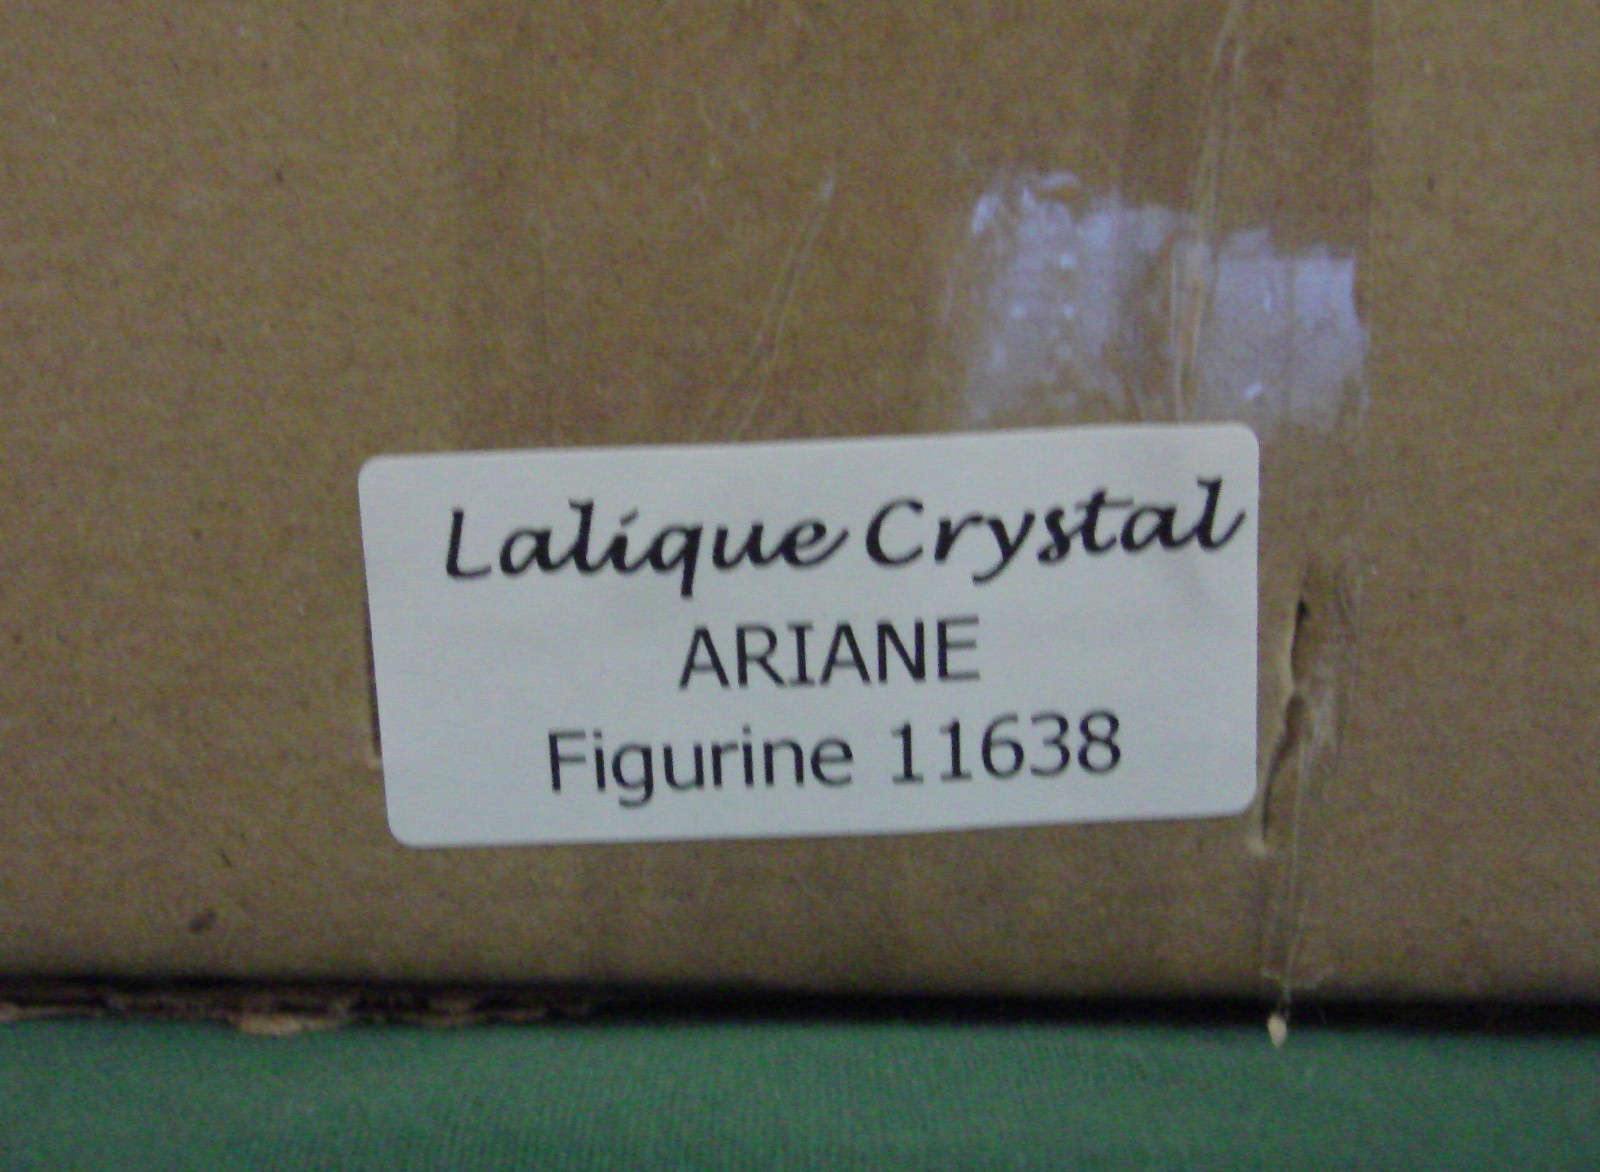 Lalique Crystal
ARIANE
Figurine 11638